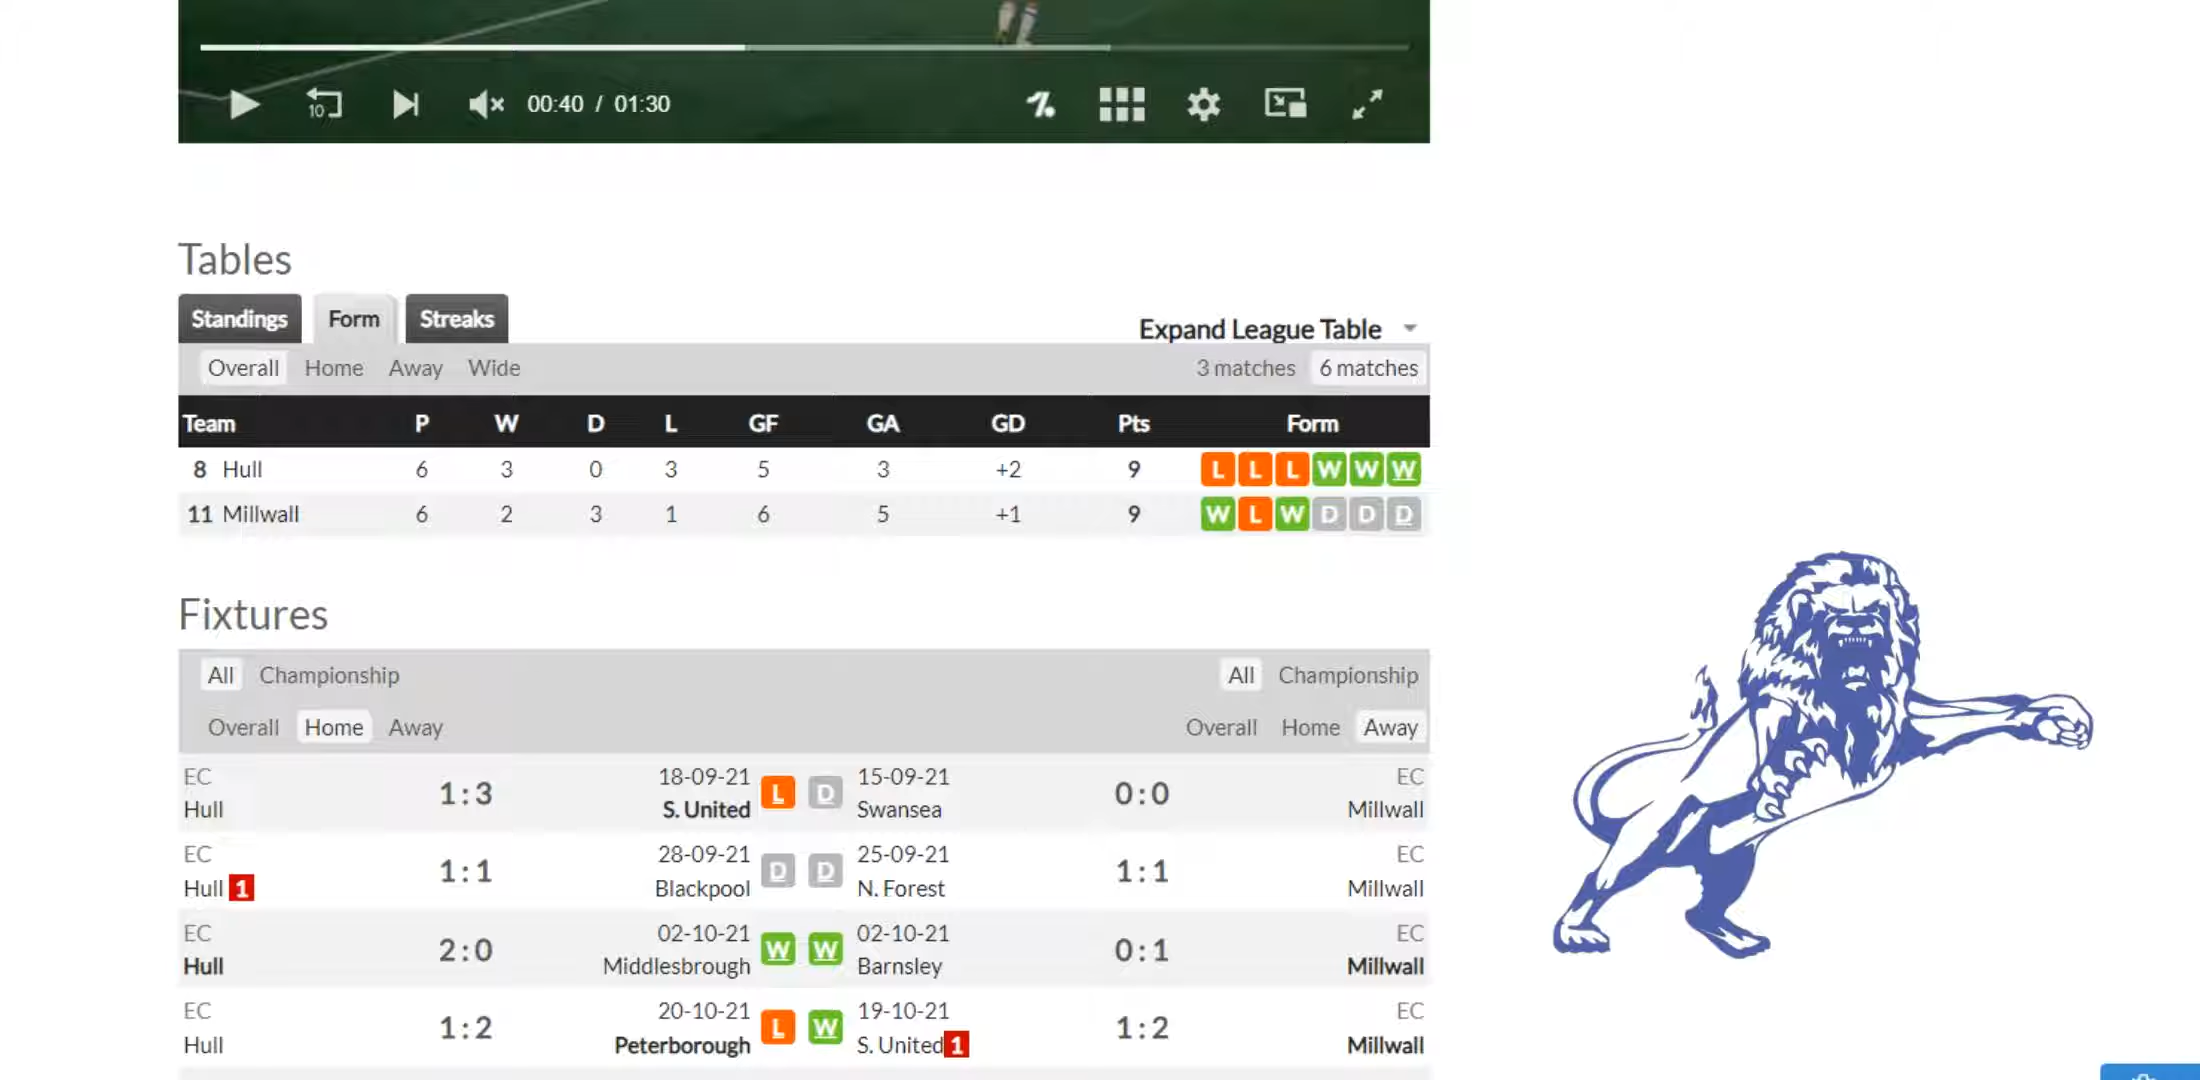 10 00:40 / 01:30
Tables
Standings Form Streaks Expand League Table
Overall Home Away Wide 3 matches 6 matches
Team P W D L GF GA GD Pts Form
8 Hull 6 3 0 3 5 3 +2 9 L L L W W W
11 Millwall 6 2 3 1 6 5 +1 9 W L W D D D
Fixtures
All Championship All Championship
Overall Home Away Overall Home Away
EC 18-09-21 15-09-21 EC
Hull 1:3 S. United L D Swansea 0:0 Millwall
EC 28-09-21 25-09-21 EC
Hull 1 1:1 Blackpool D D N. Forest 1:1 Millwall
EC 02-10-21 02-10-21 EC
Hull 2:0 Middlesbrough W W Barnsley 0:1 Millwall
EC 20-10-21 19-10-21 EC
Hull 1:2 Peterborough L W S. United 1 1:2 Millwall